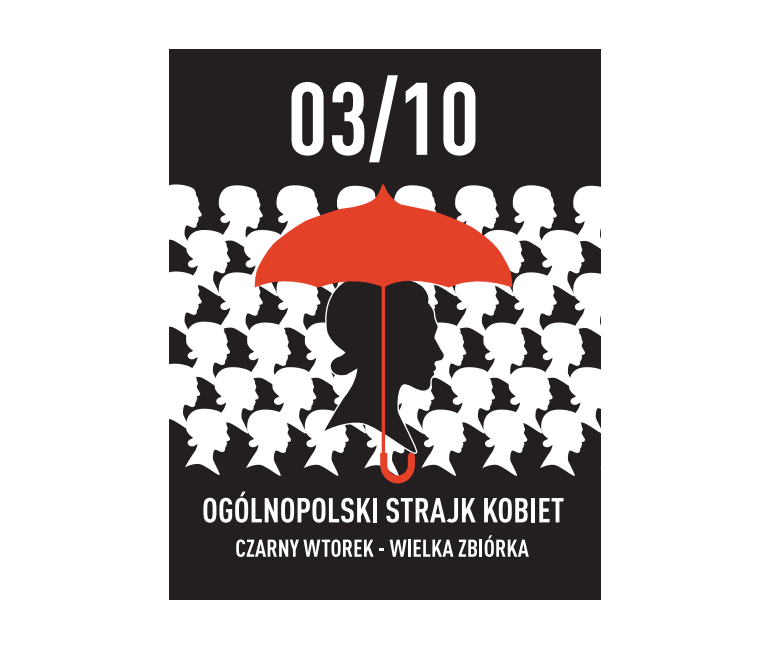 03/10
OGÓLNOPOLSKI STRAJK KOBIET
CZARNY WTOREK - WIELKA ZBIÓRKA